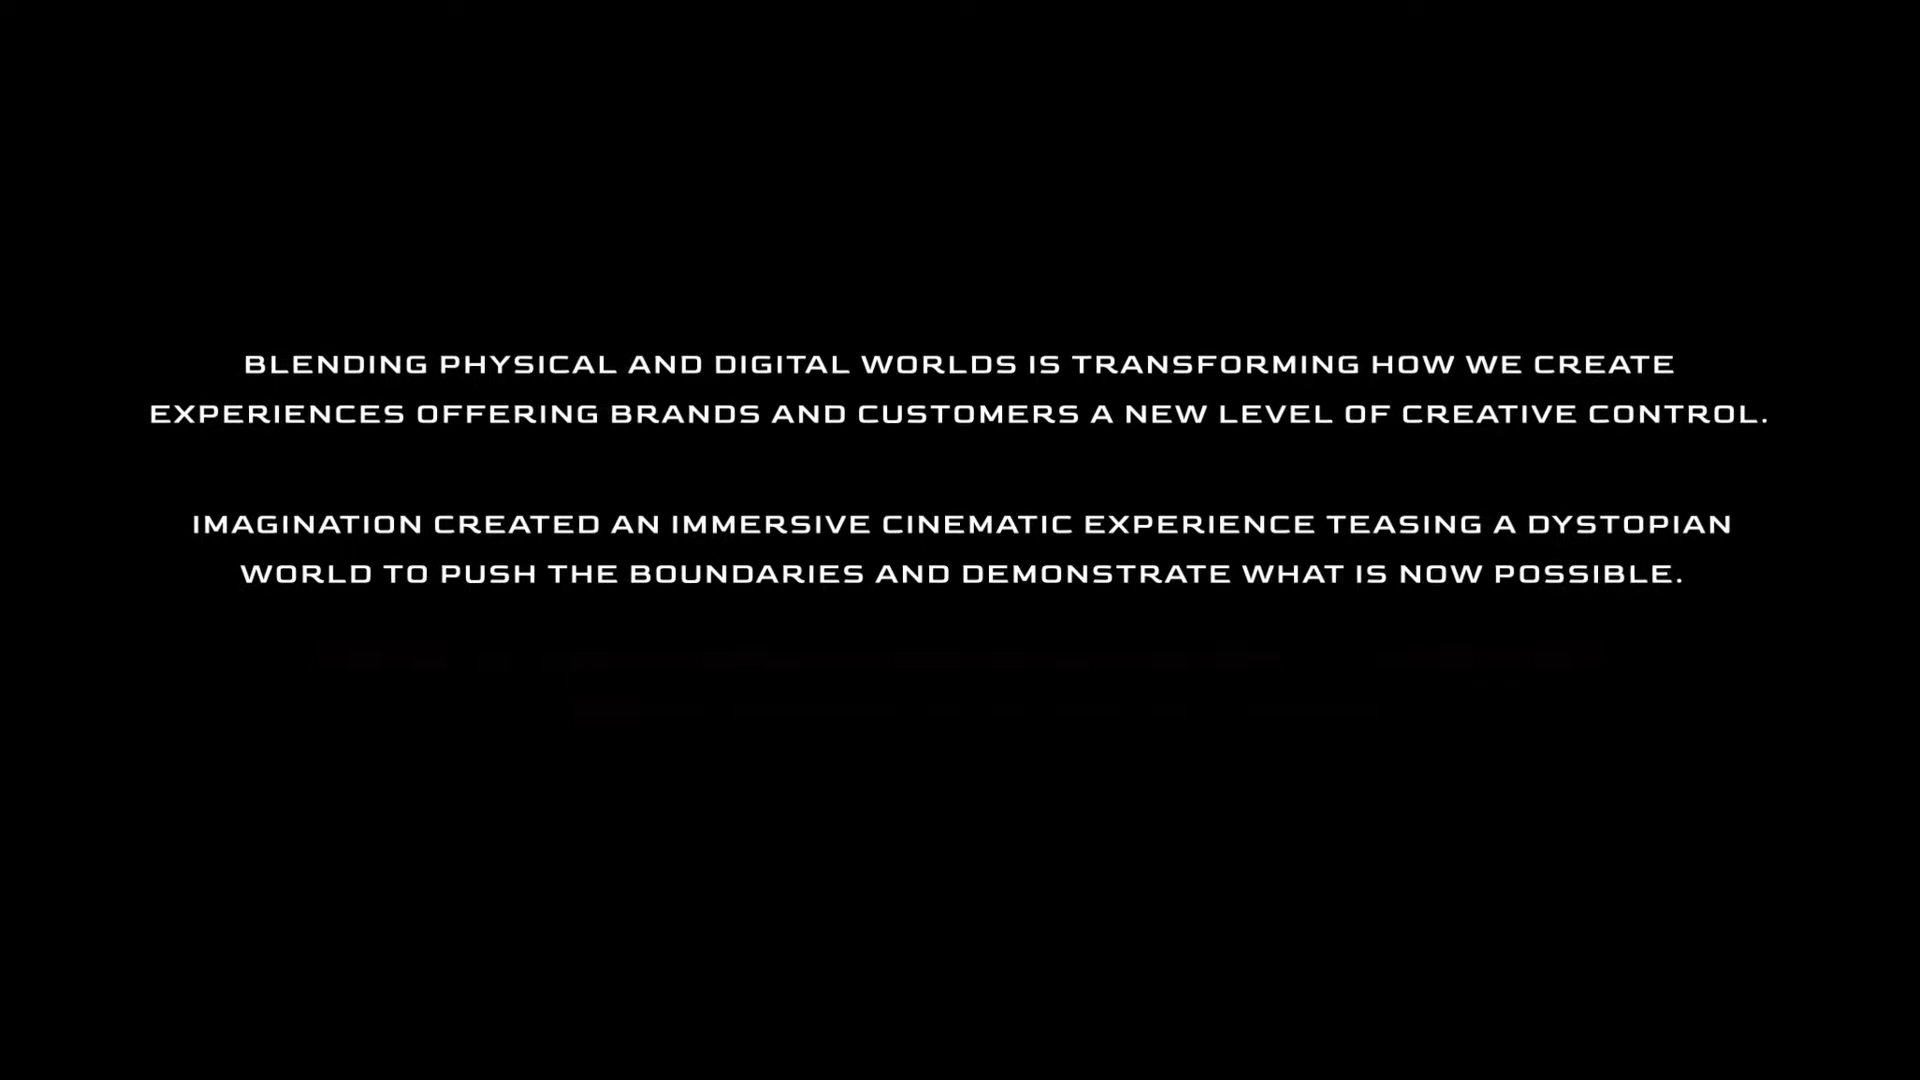 BLENDING PHYSICAL AND DIGITAL WORLDS IS TRANSFORMING HOW WE CREATE
EXPERIENCES OFFERING BRANDS AND CUSTOMERS A NEW LEVEL OF CREATIVE CONTROL.
IMAGINATION CREATED AN IMMERSIVE CINEMATIC EXPERIENCE TEASING A DYSTOPIAN
WORLD TO PUSH THE BOUNDARIES AND DEMONSTRATE WHAT IS NOW POSSIBLE.